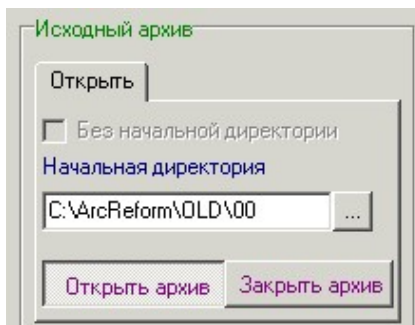 Исходный архив
Открыть
Без начальной директории
Начальная директория
C:\ArcReform\OLD\00
...
Открыть архив Закрыть архив